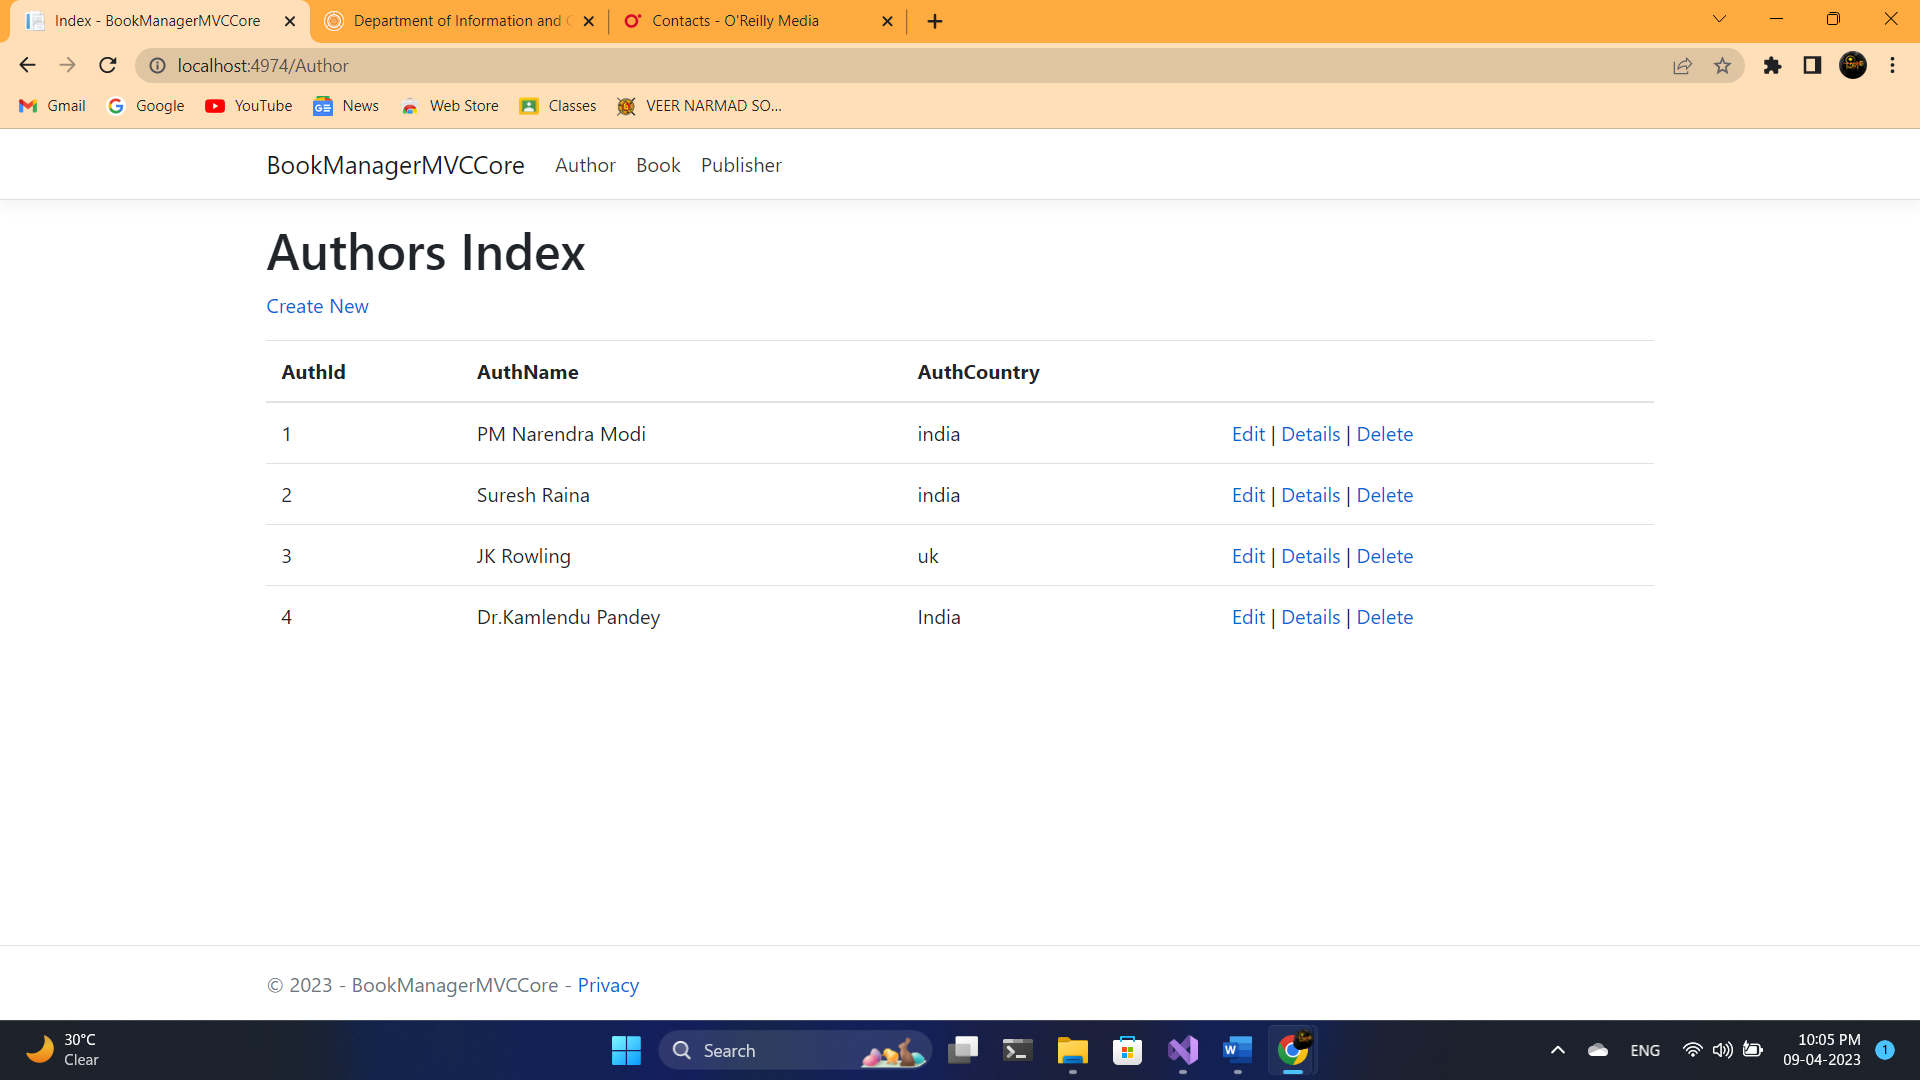 Index - BookManagerMVCCore
Department of Information and
Contacts - O'Reilly Media
localhost:4974/Author
Gmail Google YouTube News Web Store Classes VEER NARMAD SO...
BookManagerMVCCore Author Book Publisher
Authors Index
Create New
AuthId AuthName AuthCountry
1 PM Narendra Modi india Edit | Details | Delete
2 Suresh Raina india Edit | Details | Delete
3 JK Rowling uk Edit | Details | Delete
4 Dr.Kamlendu Pandey India Edit | Details | Delete
© 2023 - BookManagerMVCCore - Privacy
30°C
Clear
Search
ENG
10:05 PM
09-04-2023
1